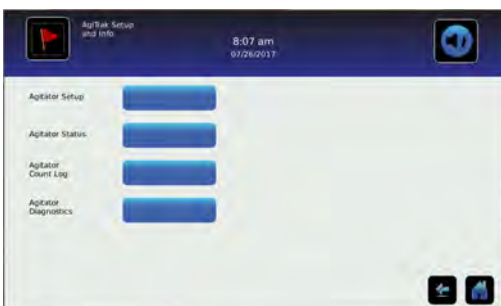 AgiTrak Setup
and Info
8:07 am
07/26/2017
Agitator Setup
Agitator Status
Agitator
Count Log
Agitator
Diagnostics